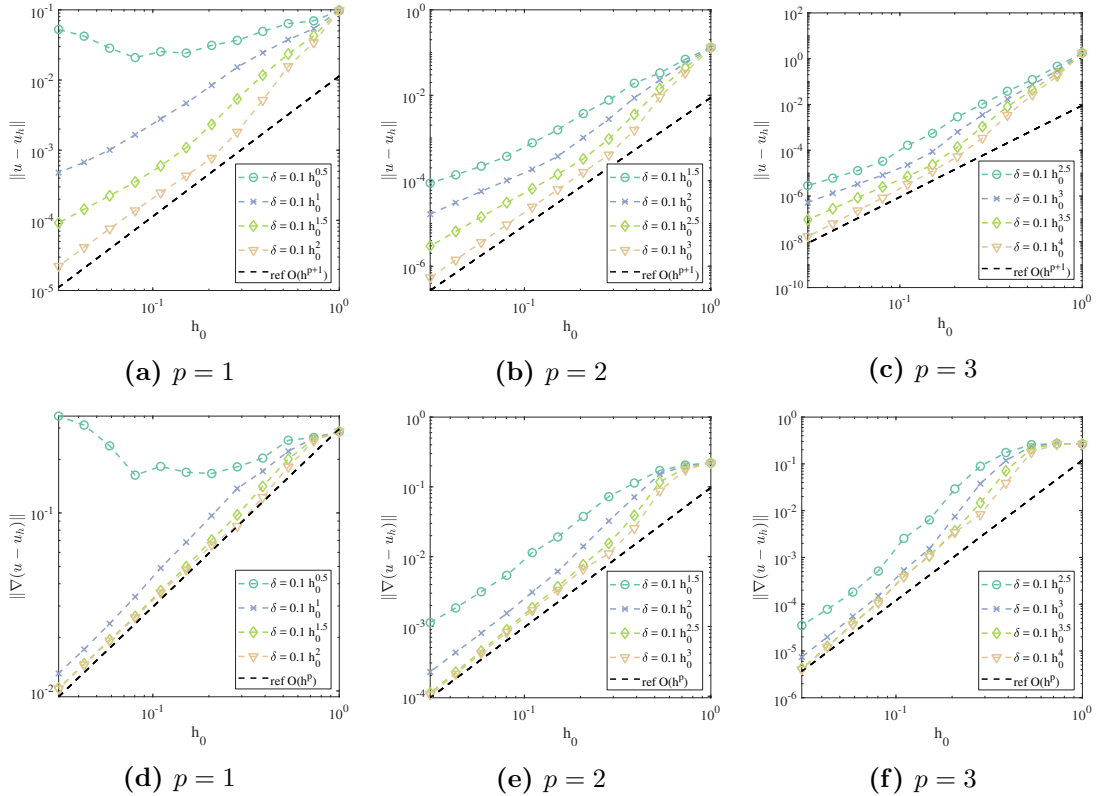 10^-1
10^-2
10^-3
10^-4
10^-5
‖u − u_h‖
δ = 0.1 h_0^0.5
δ = 0.1 h_0^1
δ = 0.1 h_0^1.5
δ = 0.1 h_0^2
ref O(h^p+1)
10^-1
10^0
h_0
(a) p = 1
10^0
10^-2
10^-4
10^-6
‖u − u_h‖
δ = 0.1 h_0^1.5
δ = 0.1 h_0^2
δ = 0.1 h_0^2.5
δ = 0.1 h_0^3
ref O(h^p+1)
10^-1
10^0
h_0
(b) p = 2
10^2
10^0
10^-2
10^-4
10^-6
10^-8
10^-10
‖u − u_h‖
δ = 0.1 h_0^2.5
δ = 0.1 h_0^3
δ = 0.1 h_0^3.5
δ = 0.1 h_0^4
ref O(h^p+1)
10^-1
10^0
h_0
(c) p = 3
10^-1
10^-2
‖∇(u − u_h)‖
δ = 0.1 h_0^0.5
δ = 0.1 h_0^1
δ = 0.1 h_0^1.5
δ = 0.1 h_0^2
ref O(h^p)
10^-1
10^0
h_0
(d) p = 1
10^0
10^-1
10^-2
10^-3
10^-4
‖∇(u − u_h)‖
δ = 0.1 h_0^1.5
δ = 0.1 h_0^2
δ = 0.1 h_0^2.5
δ = 0.1 h_0^3
ref O(h^p)
10^-1
10^0
h_0
(e) p = 2
10^0
10^-1
10^-2
10^-3
10^-4
10^-5
10^-6
‖∇(u − u_h)‖
δ = 0.1 h_0^2.5
δ = 0.1 h_0^3
δ = 0.1 h_0^3.5
δ = 0.1 h_0^4
ref O(h^p)
10^-1
10^0
h_0
(f) p = 3